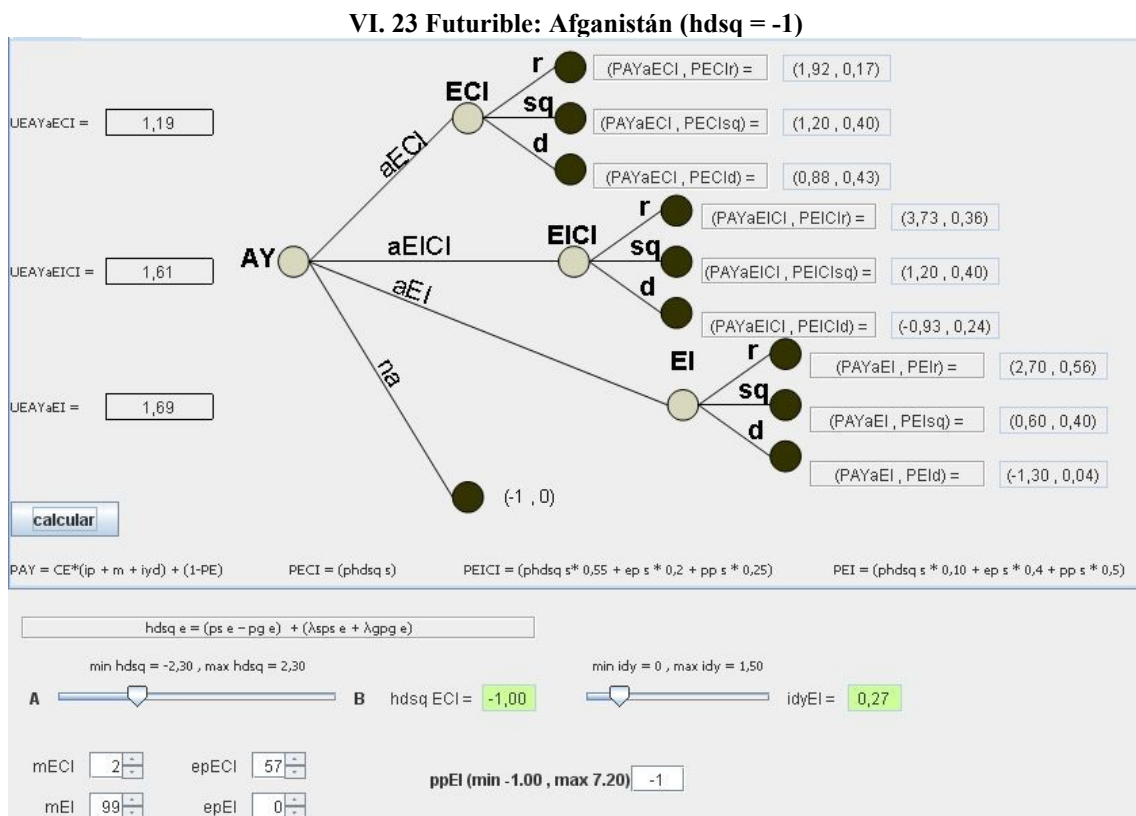 VI. 23 Futurible: Afganistán (hdsq = -1)
r (PAYaECI , PECIr) = (1,92 , 0,17)
ECI
UEAYaECI = 1,19 sq (PAYaECI , PECIsq) = (1,20 , 0,40)
aECI
d (PAYaECI , PECId) = (0,88 , 0,43)
r (PAYaEICI , PEICIr) = (3,73 , 0,36)
UEAYaEICI = 1,61 AY aEICI EICI sq (PAYaEICI , PEICIsq) = (1,20 , 0,40)
aEI
d (PAYaEICI , PEICId) = (-0,93 , 0,24)
EI r (PAYaEI , PEIr) = (2,70 , 0,56)
na
UEAYaEI = 1,69 sq (PAYaEI , PEIsq) = (0,60 , 0,40)
d (PAYaEI , PEId) = (-1,30 , 0,04)
(-1 , 0)
calcular
PAY = CE*(ip + m + iyd) + (1-PE) PECI = (phdsq s) PEICI = (phdsq s* 0,55 + ep s * 0,2 + pp s * 0,25) PEI = (phdsq s * 0,10 + ep s * 0,4 + pp s * 0,5)
hdsq e = (ps e – pg e) + (λsps e + λgpg e)
min hdsq = -2,30 , max hdsq = 2,30 min idy = 0 , max idy = 1,50
A B hdsq ECI = -1,00 idyEI = 0,27
mECI 2 epECI 57
ppEI (min -1.00 , max 7.20) -1
mEI 99 epEI 0